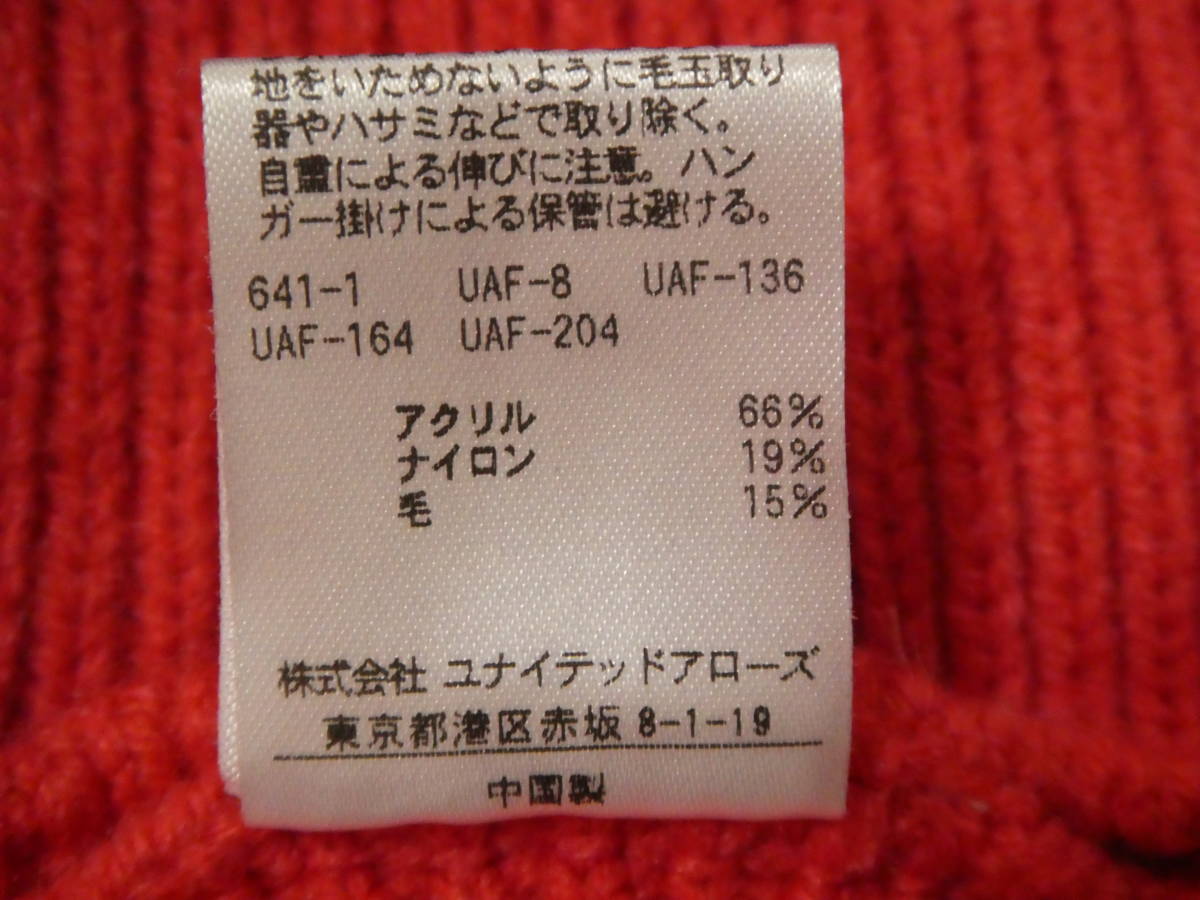 地をいためないように毛玉取り
器やハサミなどで取り除く。
自重による伸びに注意。ハン
ガー掛けによる保管は避ける。
641-1 UAF-8 UAF-136
UAF-164 UAF-204
アクリル 66%
ナイロン 19%
毛 15%
株式会社 ユナイテッドアローズ
東京都港区赤坂 8-1-19
中国製